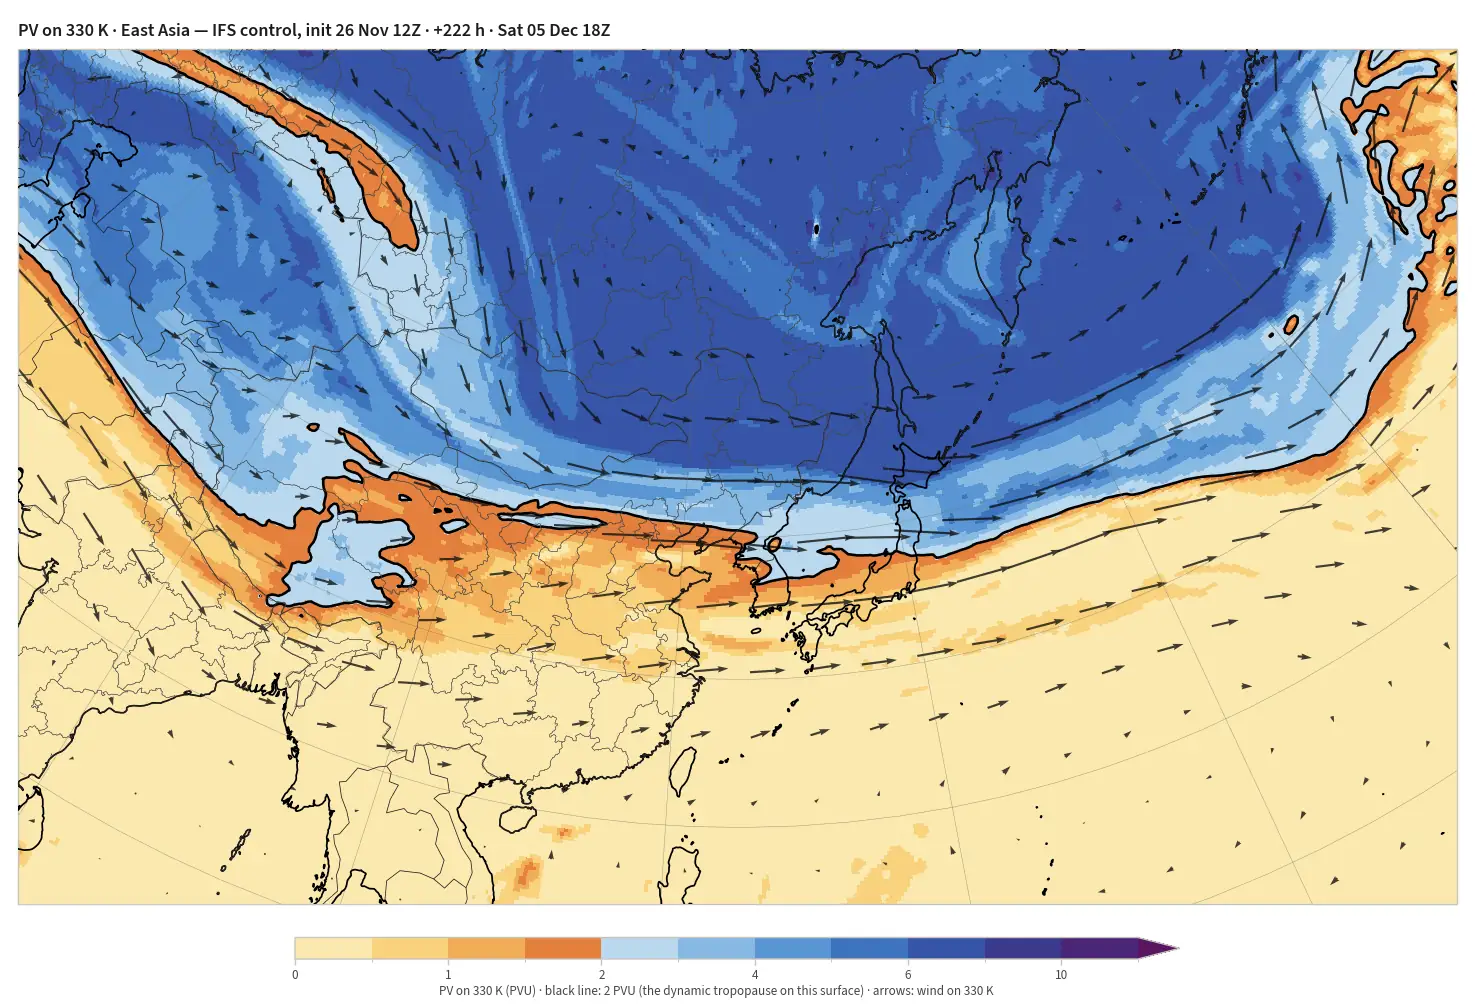 PV on 330 K · East Asia — IFS control, init 26 Nov 12Z · +222 h · Sat 05 Dec 18Z
0 1 2 4 6 10
PV on 330 K (PVU) · black line: 2 PVU (the dynamic tropopause on this surface) · arrows: wind on 330 K